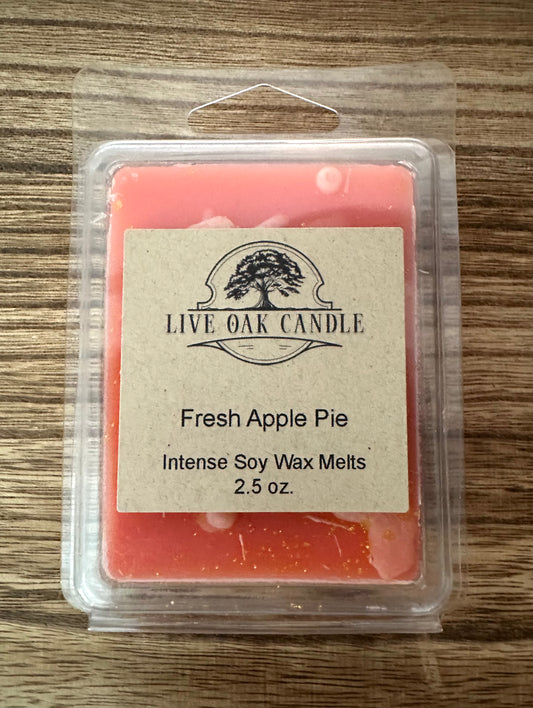 LIVE OAK CANDLE
Fresh Apple Pie
Intense Soy Wax Melts
2.5 oz.